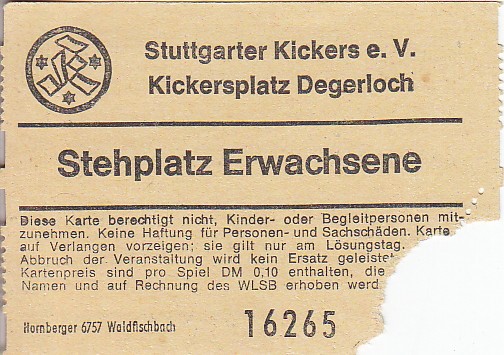 Stuttgarter Kickers e. V.
Kickersplatz Degerloch
Stehplatz Erwachsene
Diese Karte berechtigt nicht, Kinder- oder Begleitpersonen mit-
zunehmen. Keine Haftung für Personen- und Sachschäden. Karte
auf Verlangen vorzeigen; sie gilt nur am Lösungstag.
Abbruch der Veranstaltung wird kein Ersatz geleistet
Kartenpreis sind pro Spiel DM 0,10 enthalten, die
Namen und auf Rechnung des WLSB erhoben werd
Hornberger 6757 Waldfischbach
16265